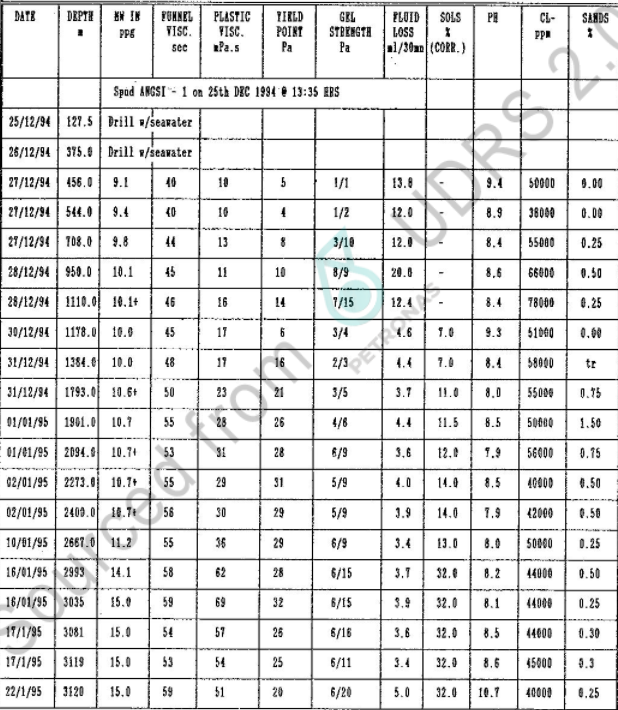 DATE DEPTH m MW IN ppg FUNNEL VISC. sec PLASTIC VISC. mPa.s YIELD POINT Pa GEL STRENGTH Pa FLUID LOSS ml/30mn SOLS % (CORR.) PH CL- ppm SANDS %
Spud ANGSI - 1 on 25th DEC 1994 @ 13:35 HRS
25/12/94 127.5 Drill w/seawater
26/12/94 375.0 Drill w/seawater
27/12/94 456.0 9.1 40 10 5 1/1 13.8 - 9.4 50000 0.00
27/12/94 544.0 9.4 40 10 4 1/2 12.0 - 8.9 38000 0.00
27/12/94 708.0 9.8 44 13 8 3/10 12.0 - 8.4 55000 0.25
28/12/94 950.0 10.1 45 11 10 8/9 20.0 - 8.6 66000 0.50
28/12/94 1110.0 10.1+ 46 16 14 7/15 12.4 - 8.4 78000 0.25
30/12/94 1178.0 10.0 45 17 6 3/4 4.6 7.0 9.3 51000 0.00
31/12/94 1384.0 10.0 48 17 16 2/3 4.4 7.0 8.4 58000 tr
31/12/94 1793.0 10.6+ 50 23 21 3/5 3.7 11.0 8.0 55000 0.75
01/01/95 1901.0 10.7 55 28 26 4/6 4.4 11.5 8.5 50000 1.50
01/01/95 2094.0 10.7+ 53 31 28 6/9 3.6 12.0 7.9 56000 0.75
02/01/95 2273.0 10.7+ 55 29 31 5/9 4.0 14.0 8.5 40000 0.50
02/01/95 2400.0 10.7+ 56 30 29 5/9 3.9 14.0 7.9 42000 0.50
10/01/95 2667.0 11.2 55 36 29 6/9 3.4 13.0 8.0 50000 0.25
16/01/95 2993 14.1 58 62 28 6/15 3.7 32.0 8.2 44000 0.50
16/01/95 3035 15.0 59 69 32 6/15 3.9 32.0 8.1 44000 0.25
17/1/95 3081 15.0 54 57 26 6/16 3.6 32.0 8.5 44000 0.30
17/1/95 3119 15.0 53 54 25 6/11 3.4 32.0 8.6 45000 0.3
22/1/95 3120 15.0 59 51 20 6/20 5.0 32.0 10.7 40000 0.25
Sourced from PETRONAS UDRS 2.0